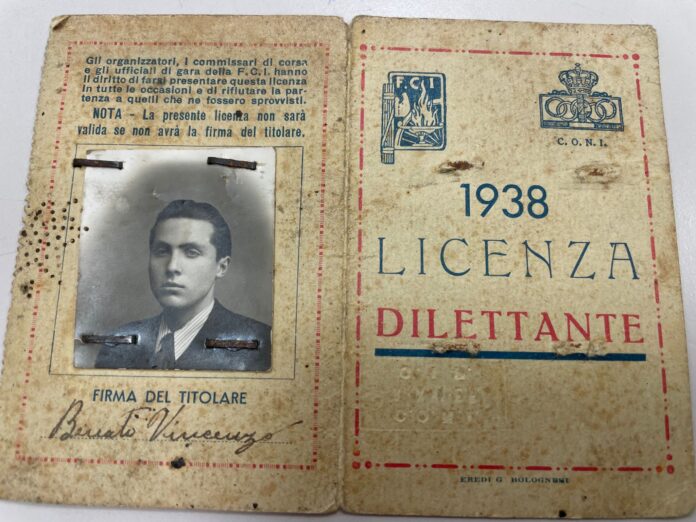 Gli organizzatori, i commissari di corsa
e gli ufficiali di gara della F.C.I. hanno
il diritto di farsi presentare questa licenza
in tutte le occasioni e di rifiutare la par-
tenza a quelli che ne fossero sprovvisti.
NOTA - La presente licenza non sarà
valida se non avrà la firma del titolare.
FIRMA DEL TITOLARE
Vincenzo
F.C.I.
C. O. N. I.
1938
LICENZA
DILETTANTE
EREDI G